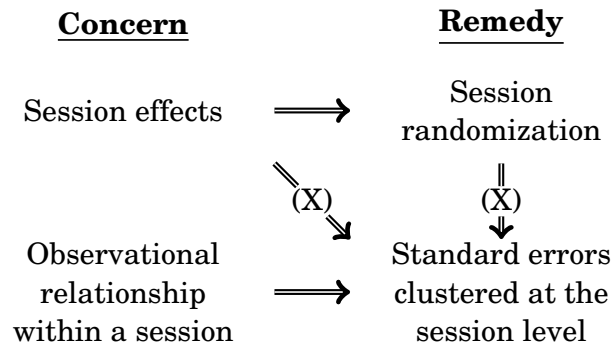 Concern
Remedy
Session effects
Session
randomization
(X)
(X)
Observational
relationship
within a session
Standard errors
clustered at the
session level